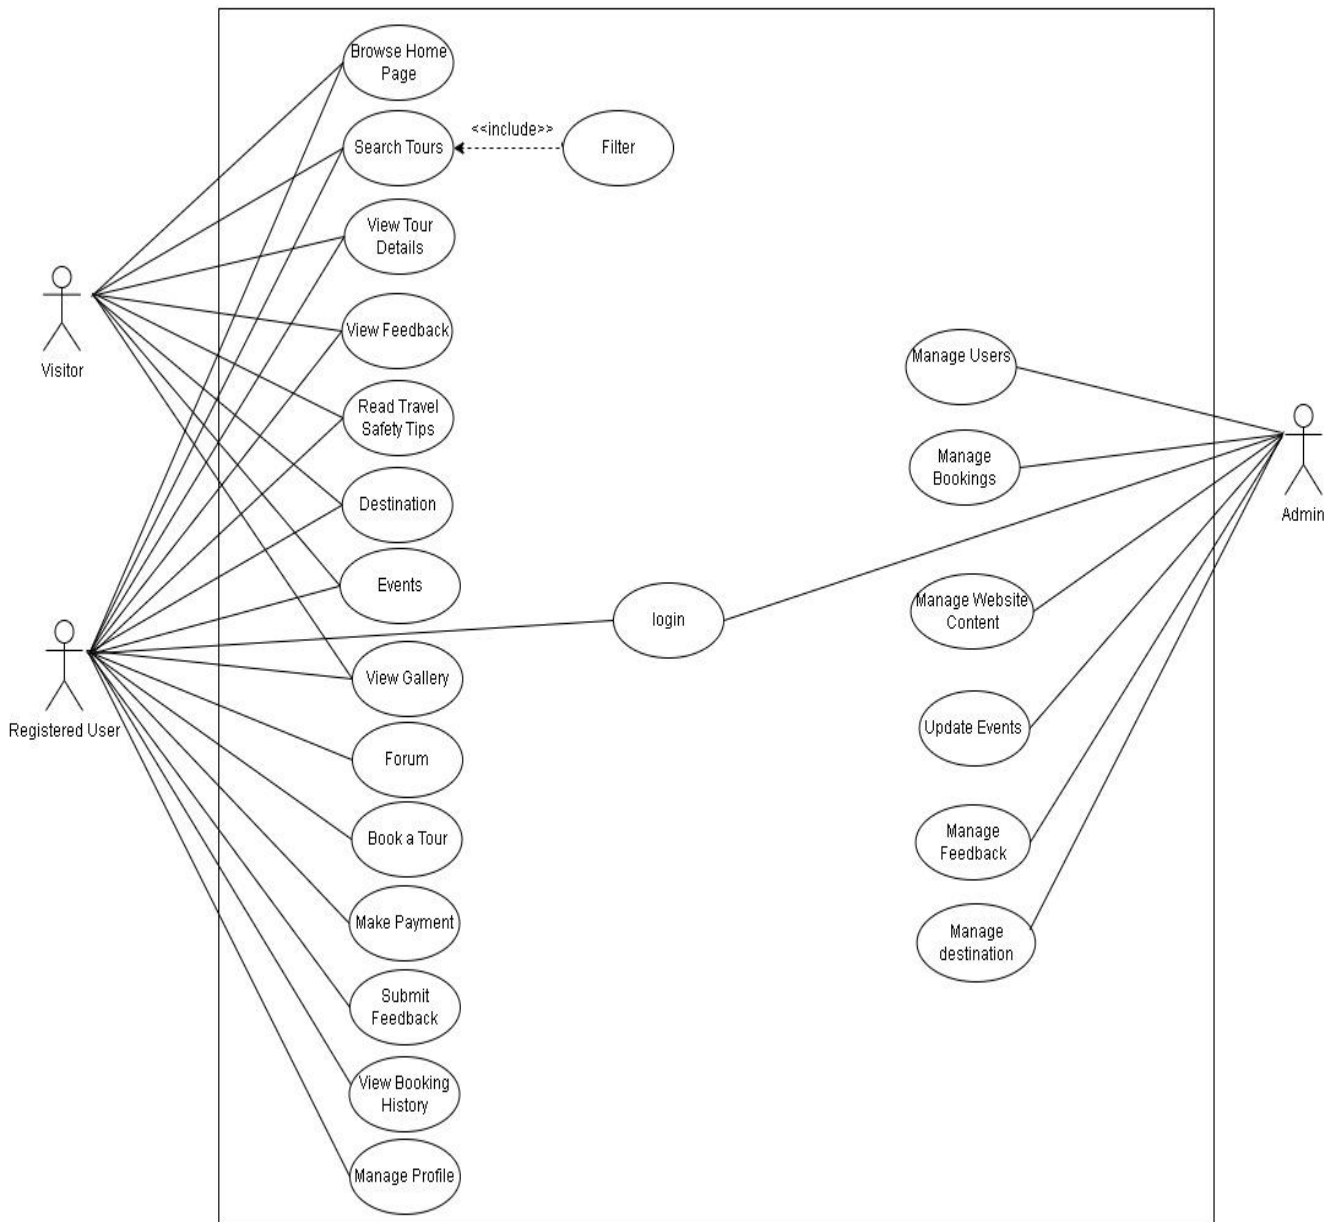 Browse Home
Page
Search Tours
<<include>>
Filter
View Tour
Details
View Feedback
Visitor
Read Travel
Safety Tips
Destination
Events
login
View Gallery
Registered User
Forum
Book a Tour
Make Payment
Submit
Feedback
View Booking
History
Manage Profile
Manage Users
Manage
Bookings
Admin
Manage Website
Content
Update Events
Manage
Feedback
Manage
destination